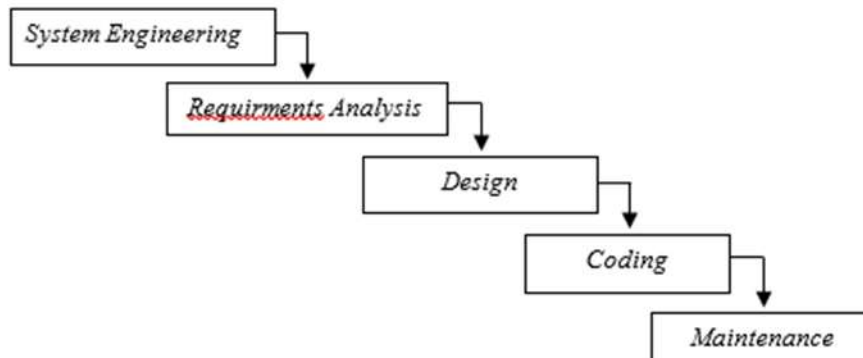 System Engineering
Requirments Analysis
Design
Coding
Maintenance